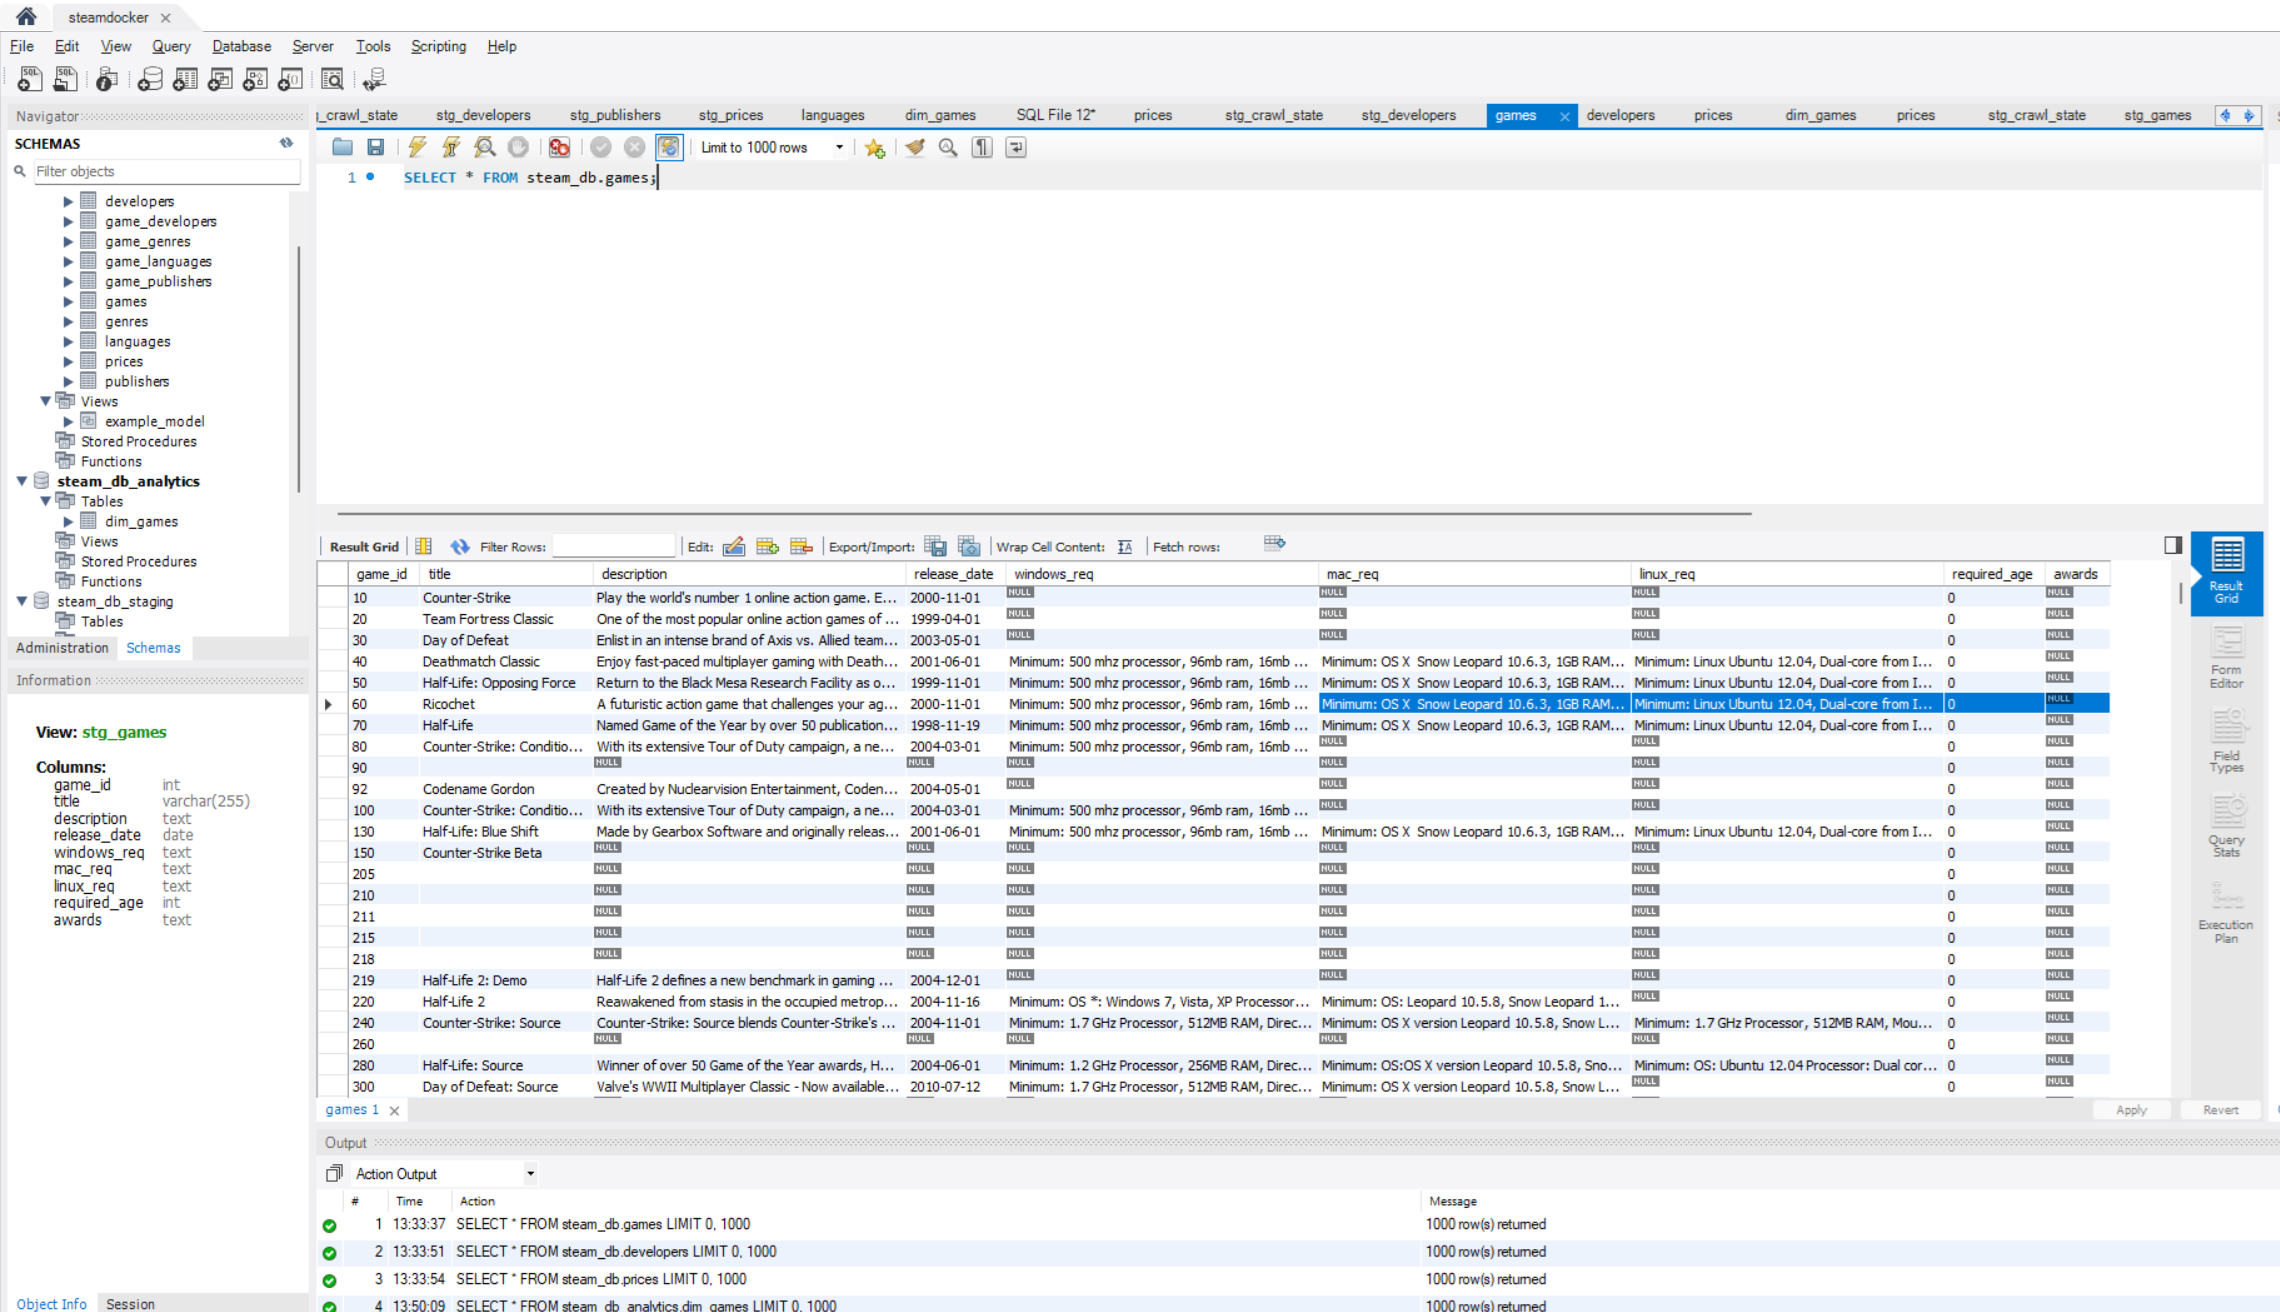 steamdocker
File Edit View Query Database Server Tools Scripting Help
Navigator
SCHEMAS
Filter objects
developers
game_developers
game_genres
game_languages
game_publishers
games
genres
languages
prices
publishers
Views
example_model
Stored Procedures
Functions
steam_db_analytics
Tables
dim_games
Views
Stored Procedures
Functions
steam_db_staging
Tables
Administration Schemas
Information
View: stg_games
Columns:
game_id int
title varchar(255)
description text
release_date date
windows_req text
mac_req text
linux_req text
required_age int
awards text
Object Info Session
_crawl_state stg_developers stg_publishers stg_prices languages dim_games SQL File 12* prices stg_crawl_state stg_developers games developers prices dim_games prices stg_crawl_state stg_games
Limit to 1000 rows
1 SELECT * FROM steam_db.games;
Result Grid Filter Rows: Edit: Export/Import: Wrap Cell Content: Fetch rows:
game_id title description release_date windows_req mac_req linux_req required_age awards
10 Counter-Strike Play the world's number 1 online action game. E... 2000-11-01 NULL NULL NULL 0 NULL
20 Team Fortress Classic One of the most popular online action games of ... 1999-04-01 NULL NULL NULL 0 NULL
30 Day of Defeat Enlist in an intense brand of Axis vs. Allied team... 2003-05-01 NULL NULL NULL 0 NULL
40 Deathmatch Classic Enjoy fast-paced multiplayer gaming with Death... 2001-06-01 Minimum: 500 mhz processor, 96mb ram, 16mb ... Minimum: OS X Snow Leopard 10.6.3, 1GB RAM... Minimum: Linux Ubuntu 12.04, Dual-core from I... 0 NULL
50 Half-Life: Opposing Force Return to the Black Mesa Research Facility as o... 1999-11-01 Minimum: 500 mhz processor, 96mb ram, 16mb ... Minimum: OS X Snow Leopard 10.6.3, 1GB RAM... Minimum: Linux Ubuntu 12.04, Dual-core from I... 0 NULL
60 Ricochet A futuristic action game that challenges your ag... 2000-11-01 Minimum: 500 mhz processor, 96mb ram, 16mb ... Minimum: OS X Snow Leopard 10.6.3, 1GB RAM... Minimum: Linux Ubuntu 12.04, Dual-core from I... 0 NULL
70 Half-Life Named Game of the Year by over 50 publication... 1998-11-19 Minimum: 500 mhz processor, 96mb ram, 16mb ... Minimum: OS X Snow Leopard 10.6.3, 1GB RAM... Minimum: Linux Ubuntu 12.04, Dual-core from I... 0 NULL
80 Counter-Strike: Conditio... With its extensive Tour of Duty campaign, a ne... 2004-03-01 Minimum: 500 mhz processor, 96mb ram, 16mb ... NULL NULL 0 NULL
90 NULL NULL NULL NULL NULL 0 NULL
92 Codename Gordon Created by Nuclearvision Entertainment, Coden... 2004-05-01 NULL NULL NULL 0 NULL
100 Counter-Strike: Conditio... With its extensive Tour of Duty campaign, a ne... 2004-03-01 Minimum: 500 mhz processor, 96mb ram, 16mb ... NULL NULL 0 NULL
130 Half-Life: Blue Shift Made by Gearbox Software and originally releas... 2001-06-01 Minimum: 500 mhz processor, 96mb ram, 16mb ... Minimum: OS X Snow Leopard 10.6.3, 1GB RAM... Minimum: Linux Ubuntu 12.04, Dual-core from I... 0 NULL
150 Counter-Strike Beta NULL NULL NULL NULL NULL 0 NULL
205 NULL NULL NULL NULL NULL 0 NULL
210 NULL NULL NULL NULL NULL 0 NULL
211 NULL NULL NULL NULL NULL 0 NULL
215 NULL NULL NULL NULL NULL 0 NULL
218 NULL NULL NULL NULL NULL 0 NULL
219 Half-Life 2: Demo Half-Life 2 defines a new benchmark in gaming ... 2004-12-01 NULL NULL NULL 0 NULL
220 Half-Life 2 Reawakened from stasis in the occupied metrop... 2004-11-16 Minimum: OS *: Windows 7, Vista, XP Processor... Minimum: OS: Leopard 10.5.8, Snow Leopard 1... NULL 0 NULL
240 Counter-Strike: Source Counter-Strike: Source blends Counter-Strike's ... 2004-11-01 Minimum: 1.7 GHz Processor, 512MB RAM, Direc... Minimum: OS X version Leopard 10.5.8, Snow L... Minimum: 1.7 GHz Processor, 512MB RAM, Mou... 0 NULL
260 NULL NULL NULL NULL NULL 0 NULL
280 Half-Life: Source Winner of over 50 Game of the Year awards, H... 2004-06-01 Minimum: 1.2 GHz Processor, 256MB RAM, Direc... Minimum: OS:OS X version Leopard 10.5.8, Sno... Minimum: OS: Ubuntu 12.04 Processor: Dual cor... 0 NULL
300 Day of Defeat: Source Valve's WWII Multiplayer Classic - Now available... 2010-07-12 Minimum: 1.7 GHz Processor, 512MB RAM, Direc... Minimum: OS X version Leopard 10.5.8, Snow L... NULL 0 NULL
Result Grid
Form Editor
Field Types
Query Stats
Execution Plan
games 1
Apply Revert
Output
Action Output
# Time Action Message
1 13:33:37 SELECT * FROM steam_db.games LIMIT 0, 1000 1000 row(s) returned
2 13:33:51 SELECT * FROM steam_db.developers LIMIT 0, 1000 1000 row(s) returned
3 13:33:54 SELECT * FROM steam_db.prices LIMIT 0, 1000 1000 row(s) returned
4 13:50:09 SELECT * FROM steam_db_analytics.dim_games LIMIT 0, 1000 1000 row(s) returned